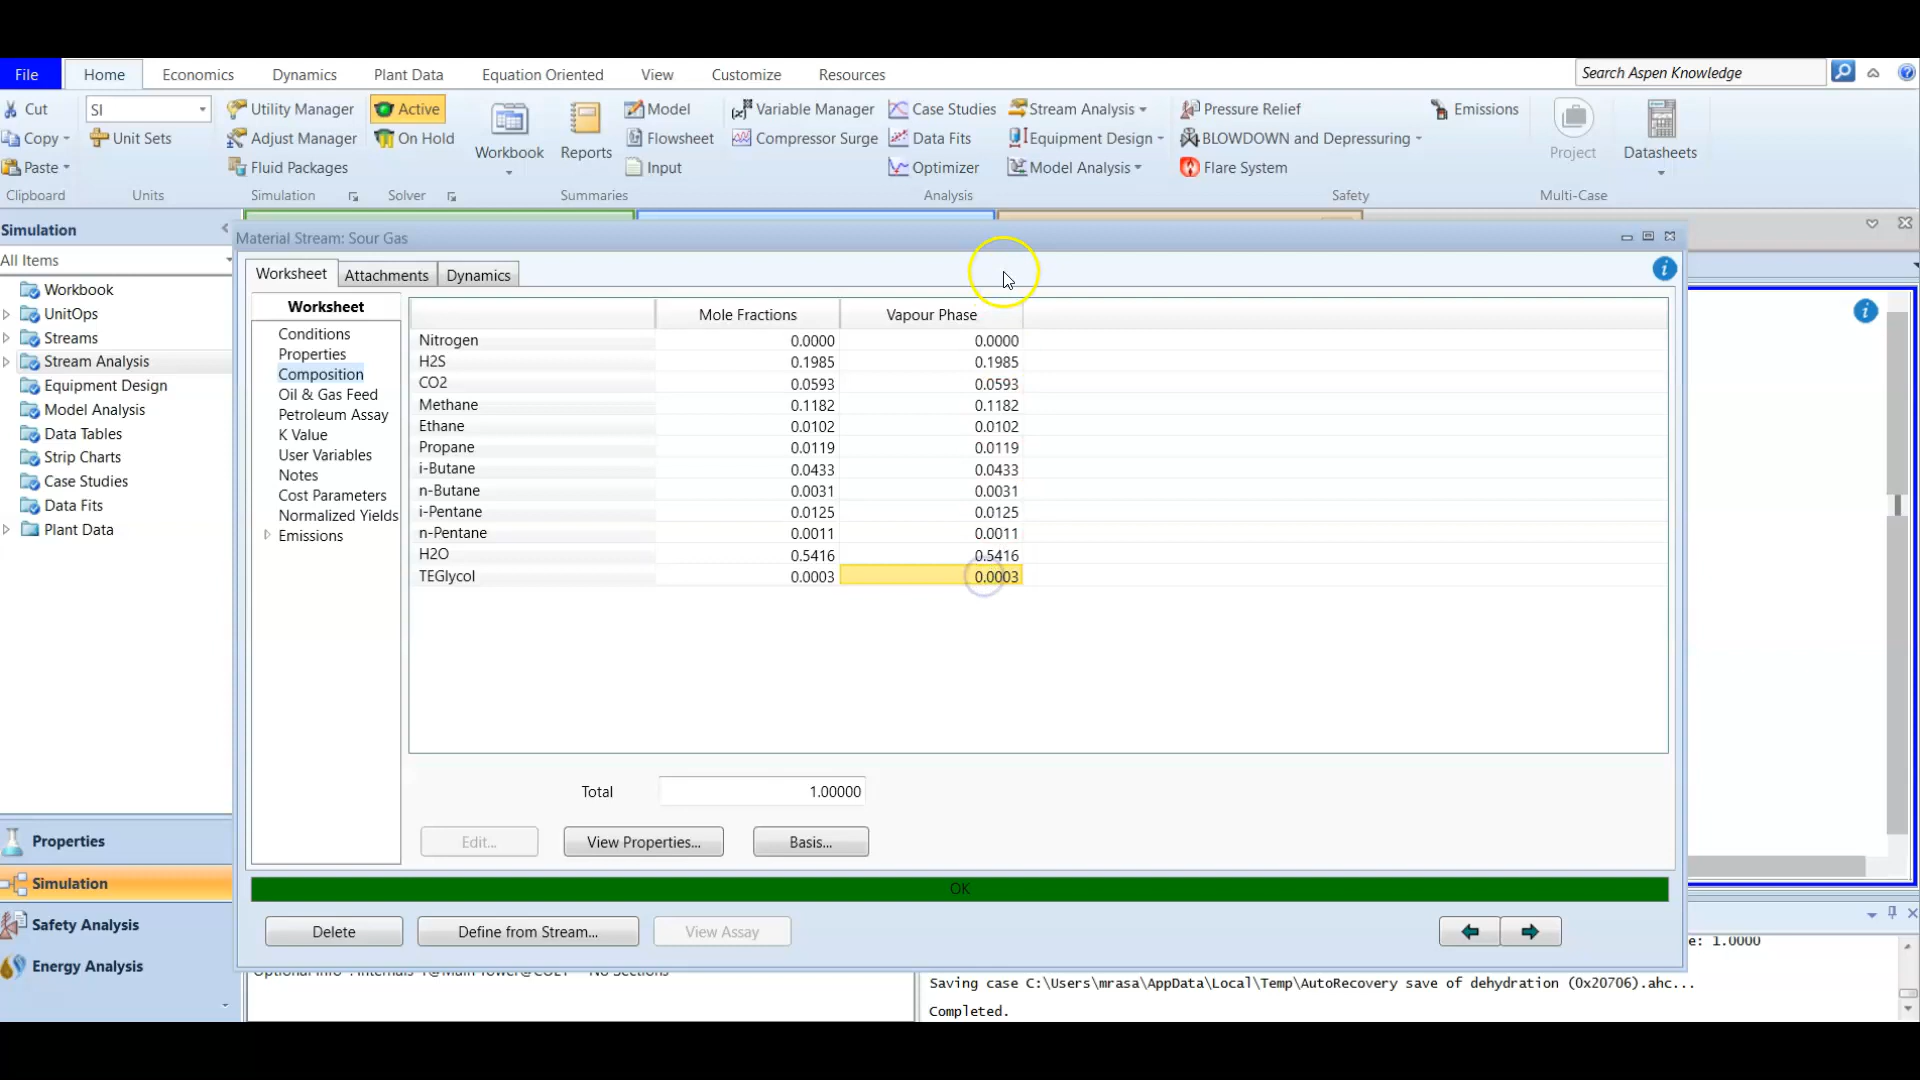 File Home Economics Dynamics Plant Data Equation Oriented View Customize Resources Search Aspen Knowledge
Cut SI Utility Manager Active Model Variable Manager Case Studies Stream Analysis Pressure Relief Emissions
Copy Unit Sets Adjust Manager On Hold Workbook Reports Flowsheet Compressor Surge Data Fits Equipment Design BLOWDOWN and Depressuring Project Datasheets
Paste Fluid Packages Input Optimizer Model Analysis Flare System
Clipboard Units Simulation Solver Summaries Analysis Safety Multi-Case
Simulation
All Items
Workbook
UnitOps
Streams
Stream Analysis
Equipment Design
Model Analysis
Data Tables
Strip Charts
Case Studies
Data Fits
Plant Data
Properties
Simulation
Safety Analysis
Energy Analysis
Material Stream: Sour Gas
Worksheet Attachments Dynamics
Worksheet
Conditions
Properties
Composition
Oil & Gas Feed
Petroleum Assay
K Value
User Variables
Notes
Cost Parameters
Normalized Yields
Emissions
Mole Fractions Vapour Phase
Nitrogen 0.0000 0.0000
H2S 0.1985 0.1985
CO2 0.0593 0.0593
Methane 0.1182 0.1182
Ethane 0.0102 0.0102
Propane 0.0119 0.0119
i-Butane 0.0433 0.0433
n-Butane 0.0031 0.0031
i-Pentane 0.0125 0.0125
n-Pentane 0.0011 0.0011
H2O 0.5416 0.5416
TEGlycol 0.0003 0.0003
Total 1.00000
Edit... View Properties... Basis...
OK
Delete Define from Stream... View Assay
e: 1.0000
Saving case C:\Users\mrasa\AppData\Local\Temp\AutoRecovery save of dehydration (0x20706).ahc...
Completed.